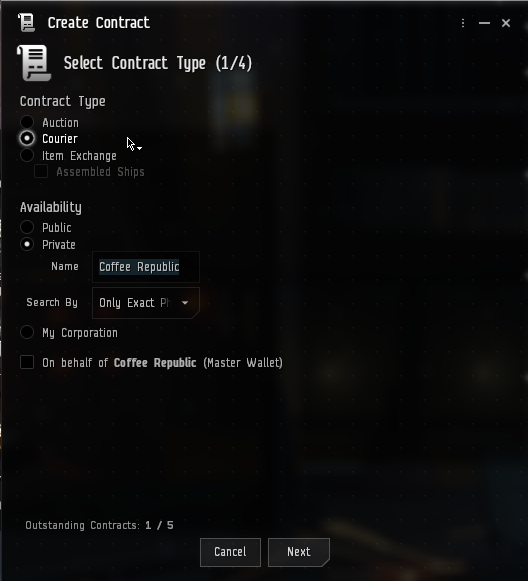 Create Contract
Select Contract Type (1/4)
Contract Type
Auction
Courier
Item Exchange
Assembled Ships
Availability
Public
Private
Name Coffee Republic
Search By Only Exact P
My Corporation
On behalf of Coffee Republic (Master Wallet)
Outstanding Contracts: 1 / 5
Cancel Next